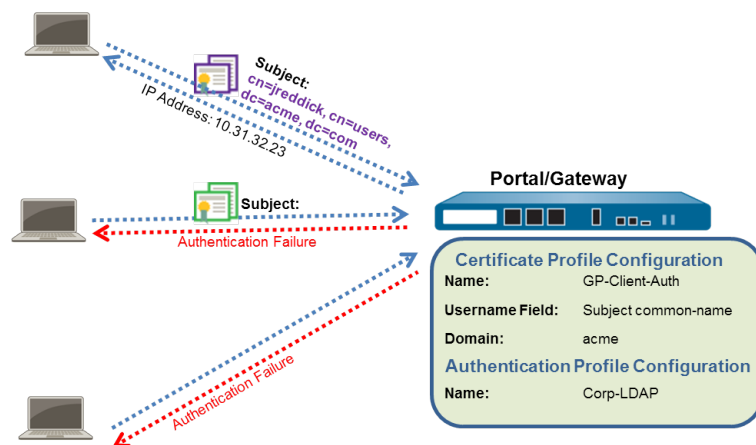 Subject:
cn=jreddick, cn=users,
dc=acme, dc=com
IP Address: 10.31.32.23
Portal/Gateway
Subject:
Authentication Failure
Certificate Profile Configuration
Name: GP-Client-Auth
Username Field: Subject common-name
Domain: acme
Authentication Profile Configuration
Name: Corp-LDAP
Authentication Failure